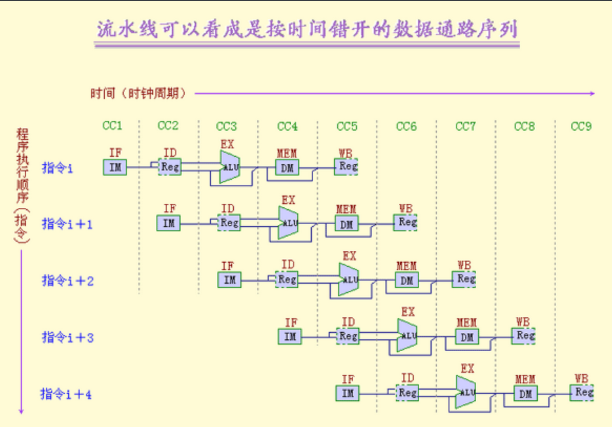 流水线可以看成是按时间错开的数据通路序列
时间（时钟周期）
CC1 CC2 CC3 CC4 CC5 CC6 CC7 CC8 CC9
程序执行顺序(指令)
IF ID EX MEM WB
指令i IM Reg ALU DM Reg
IF ID EX MEM WB
指令i+1 IM Reg ALU DM Reg
IF ID EX MEM WB
指令i+2 IM Reg ALU DM Reg
IF ID EX MEM WB
指令i+3 IM Reg ALU DM Reg
IF ID EX MEM WB
指令i+4 IM Reg ALU DM Reg